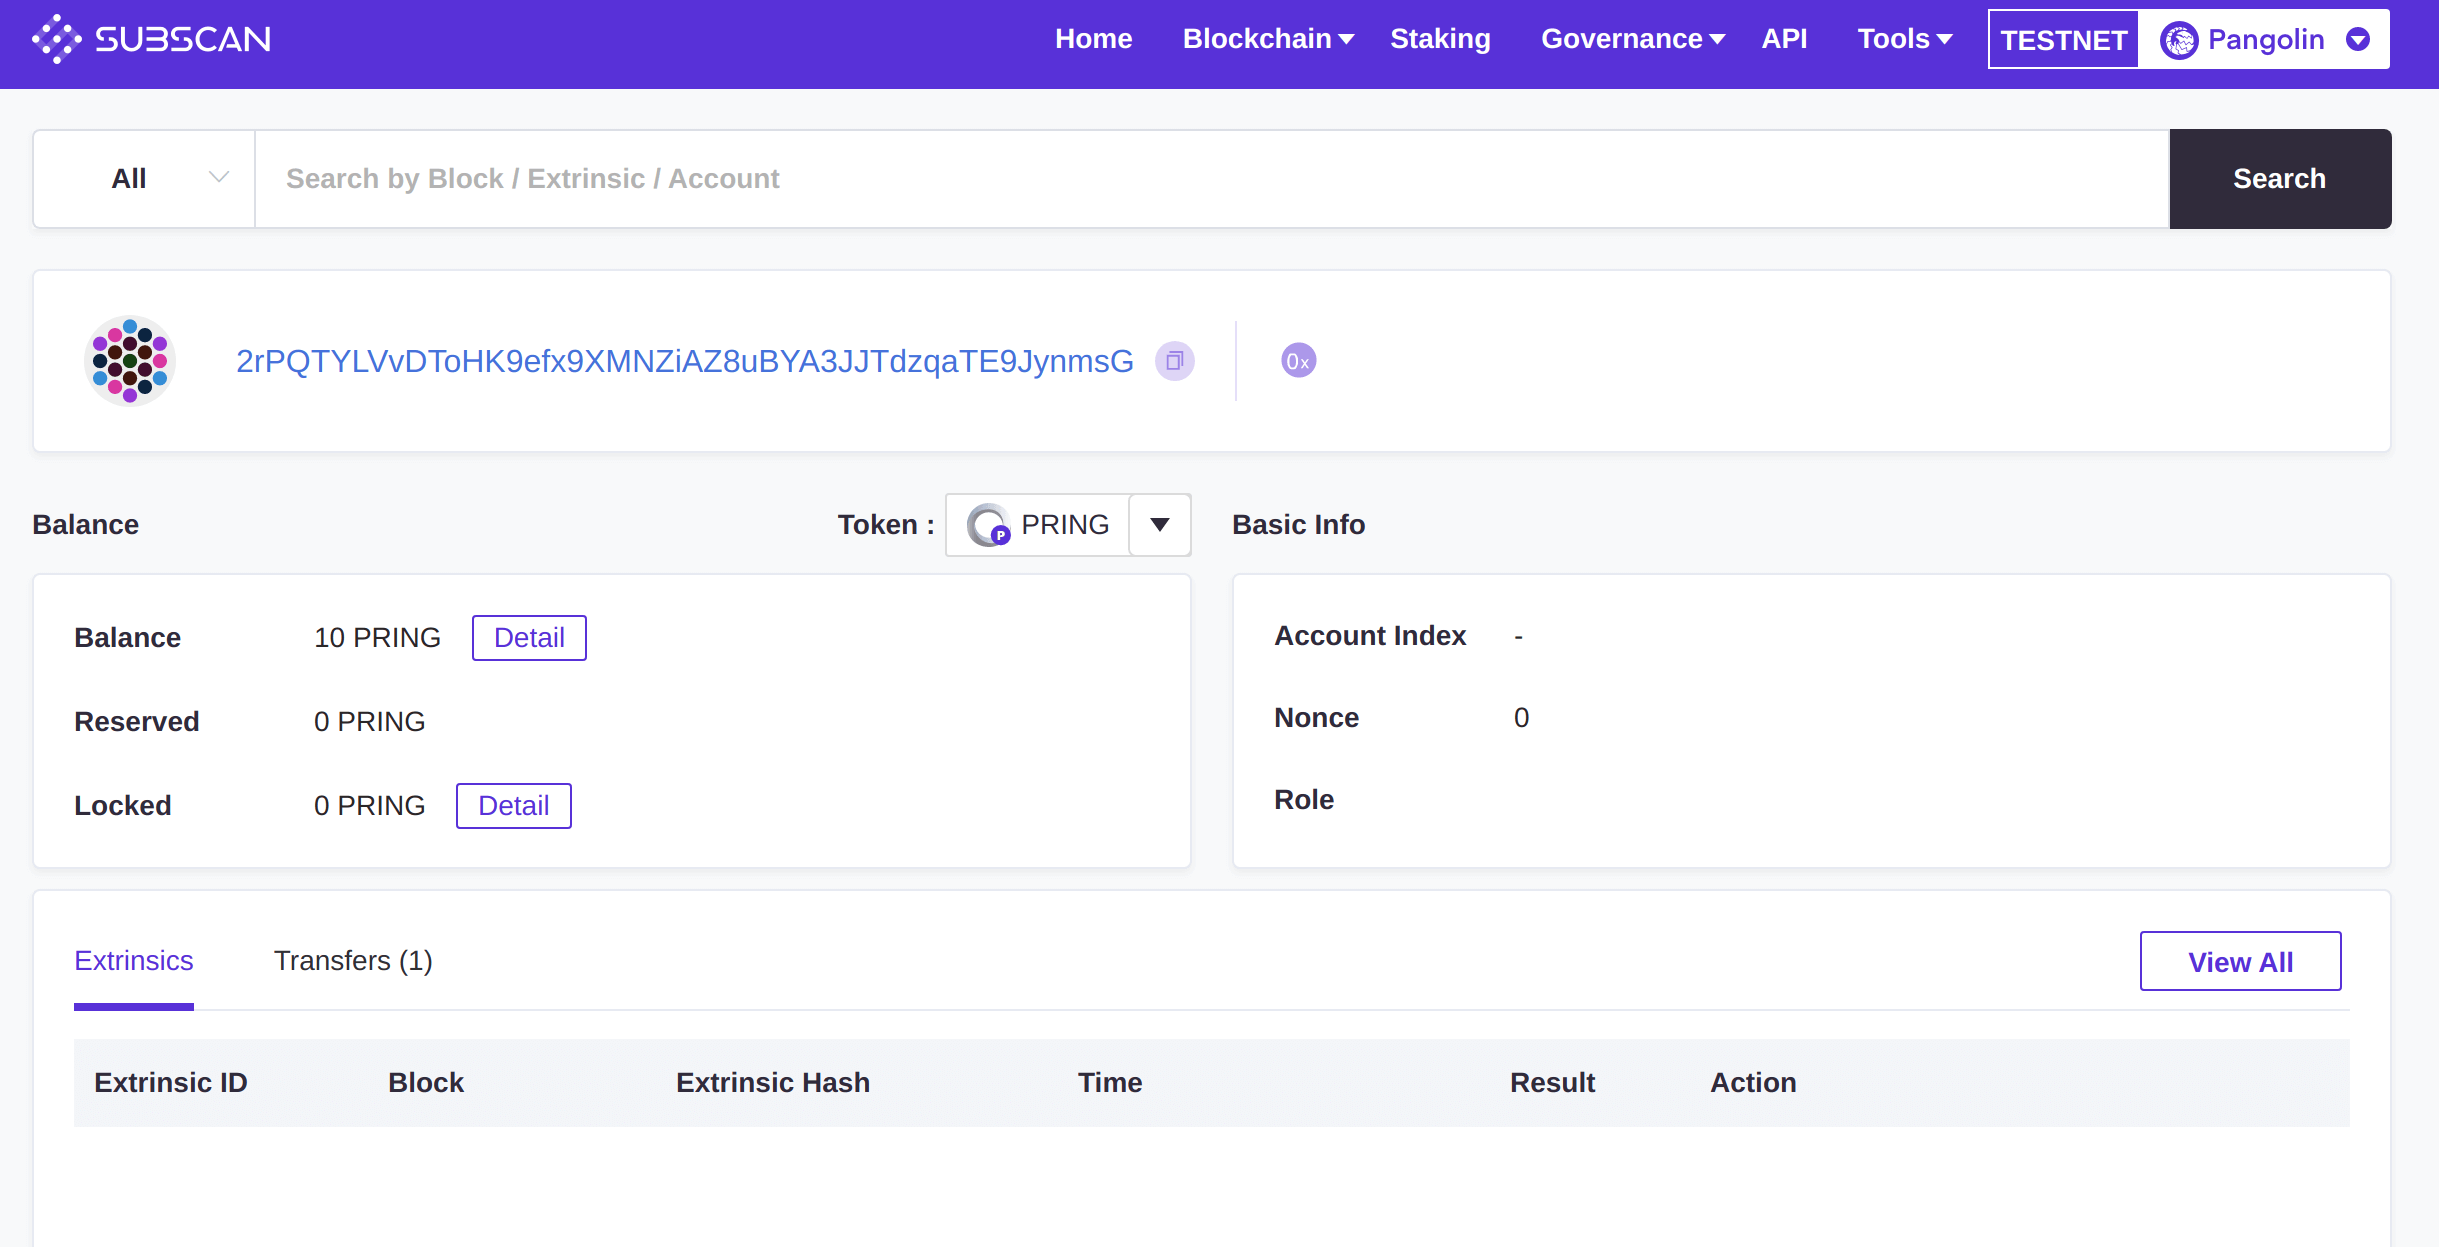 SUBSCAN Home Blockchain Staking Governance API Tools TESTNET Pangolin
All Search by Block / Extrinsic / Account Search
2rPQTYLVvDToHK9efx9XMNZiAZ8uBYA3JJTdzqaTE9JynmsG 0x
Balance Token : P PRING Basic Info
Balance 10 PRING Detail
Reserved 0 PRING
Locked 0 PRING Detail
Account Index -
Nonce 0
Role
Extrinsics Transfers (1) View All
Extrinsic ID Block Extrinsic Hash Time Result Action